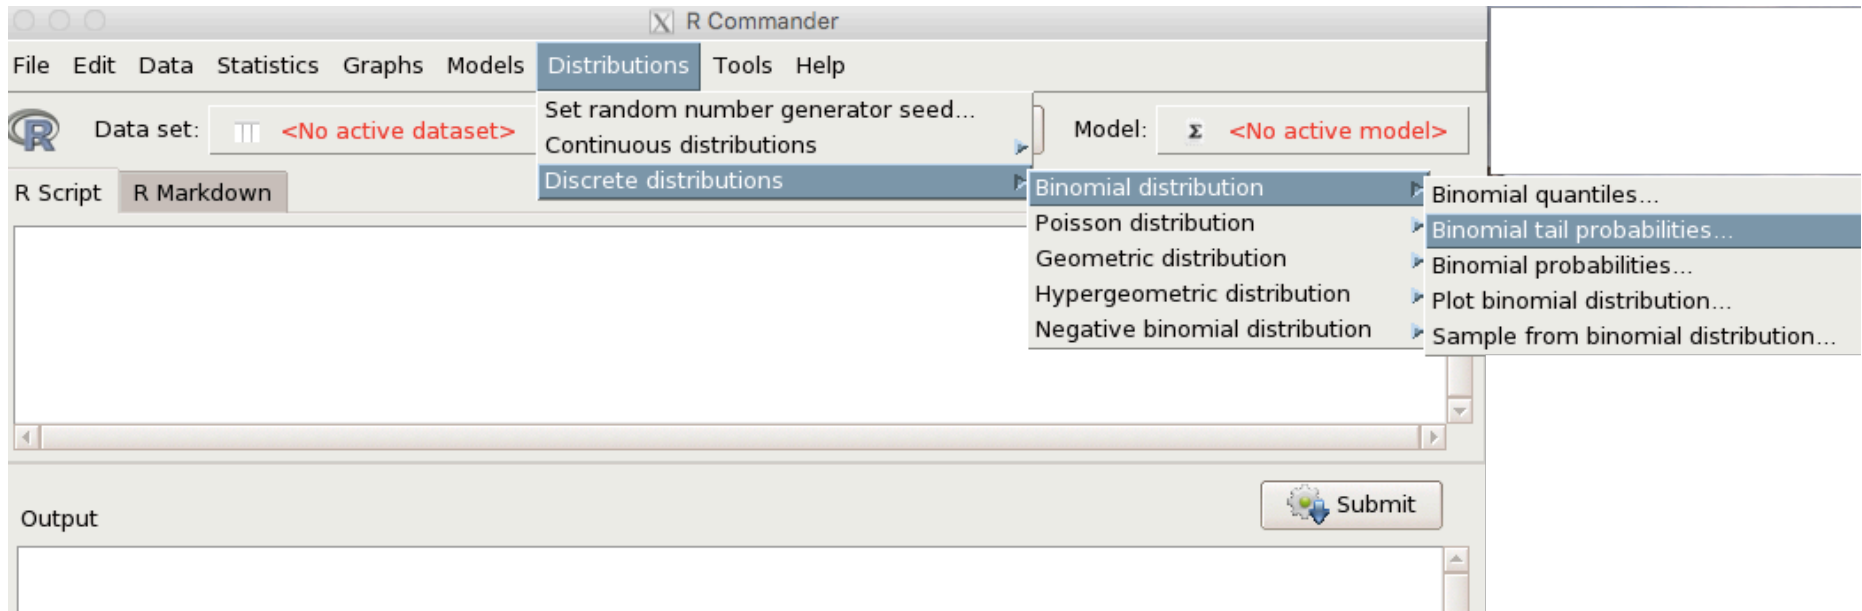 X R Commander
File Edit Data Statistics Graphs Models Distributions Tools Help
Set random number generator seed...
R Data set: <No active dataset> Model: Σ <No active model>
Continuous distributions
Discrete distributions
R Script R Markdown
Binomial distribution
Poisson distribution
Geometric distribution
Hypergeometric distribution
Negative binomial distribution
Binomial quantiles...
Binomial tail probabilities...
Binomial probabilities...
Plot binomial distribution...
Sample from binomial distribution...
Submit
Output